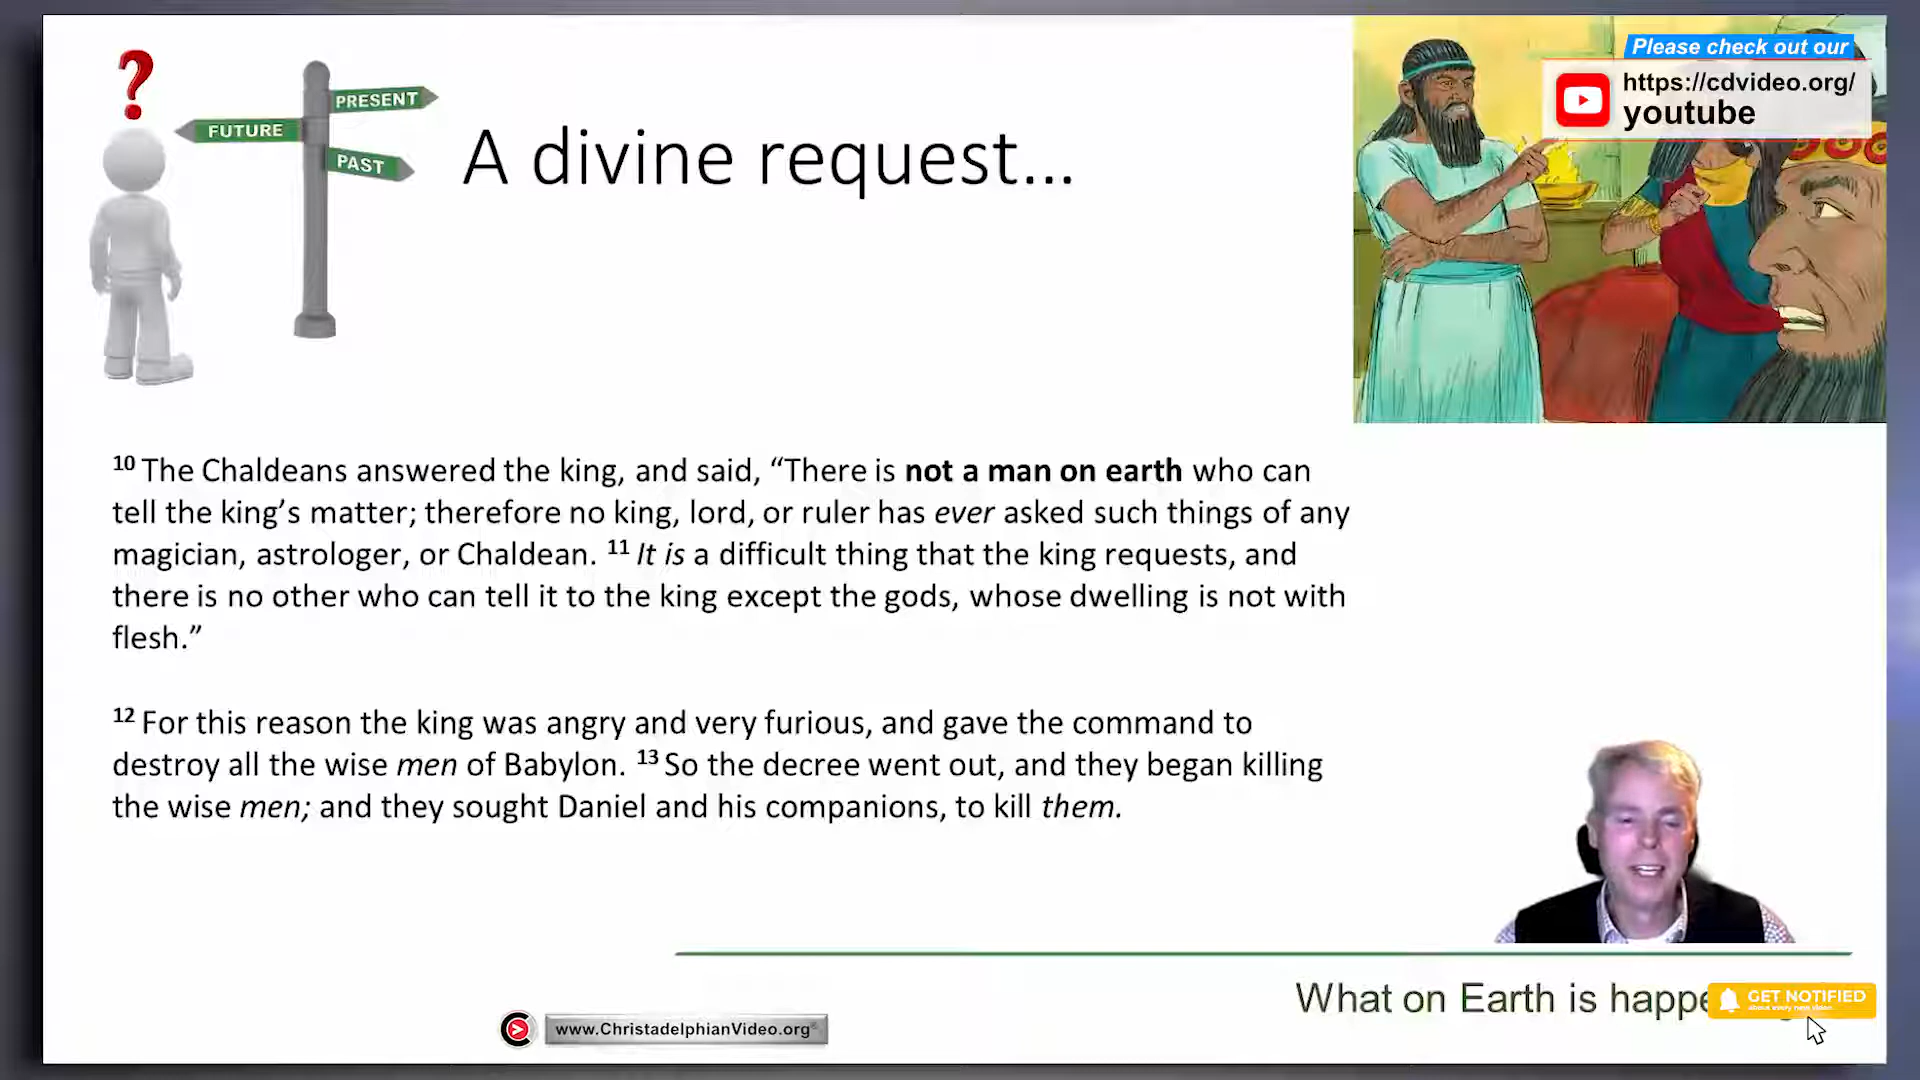 Please check out our
https://cdvideo.org/
youtube
?
PRESENT
FUTURE
PAST
A divine request...
10 The Chaldeans answered the king, and said, “There is not a man on earth who can
tell the king’s matter; therefore no king, lord, or ruler has ever asked such things of any
magician, astrologer, or Chaldean. 11 It is a difficult thing that the king requests, and
there is no other who can tell it to the king except the gods, whose dwelling is not with
flesh.”
12 For this reason the king was angry and very furious, and gave the command to
destroy all the wise men of Babylon. 13 So the decree went out, and they began killing
the wise men; and they sought Daniel and his companions, to kill them.
What on Earth is happe
GET NOTIFIED
about every new video
www.ChristadelphianVideo.org